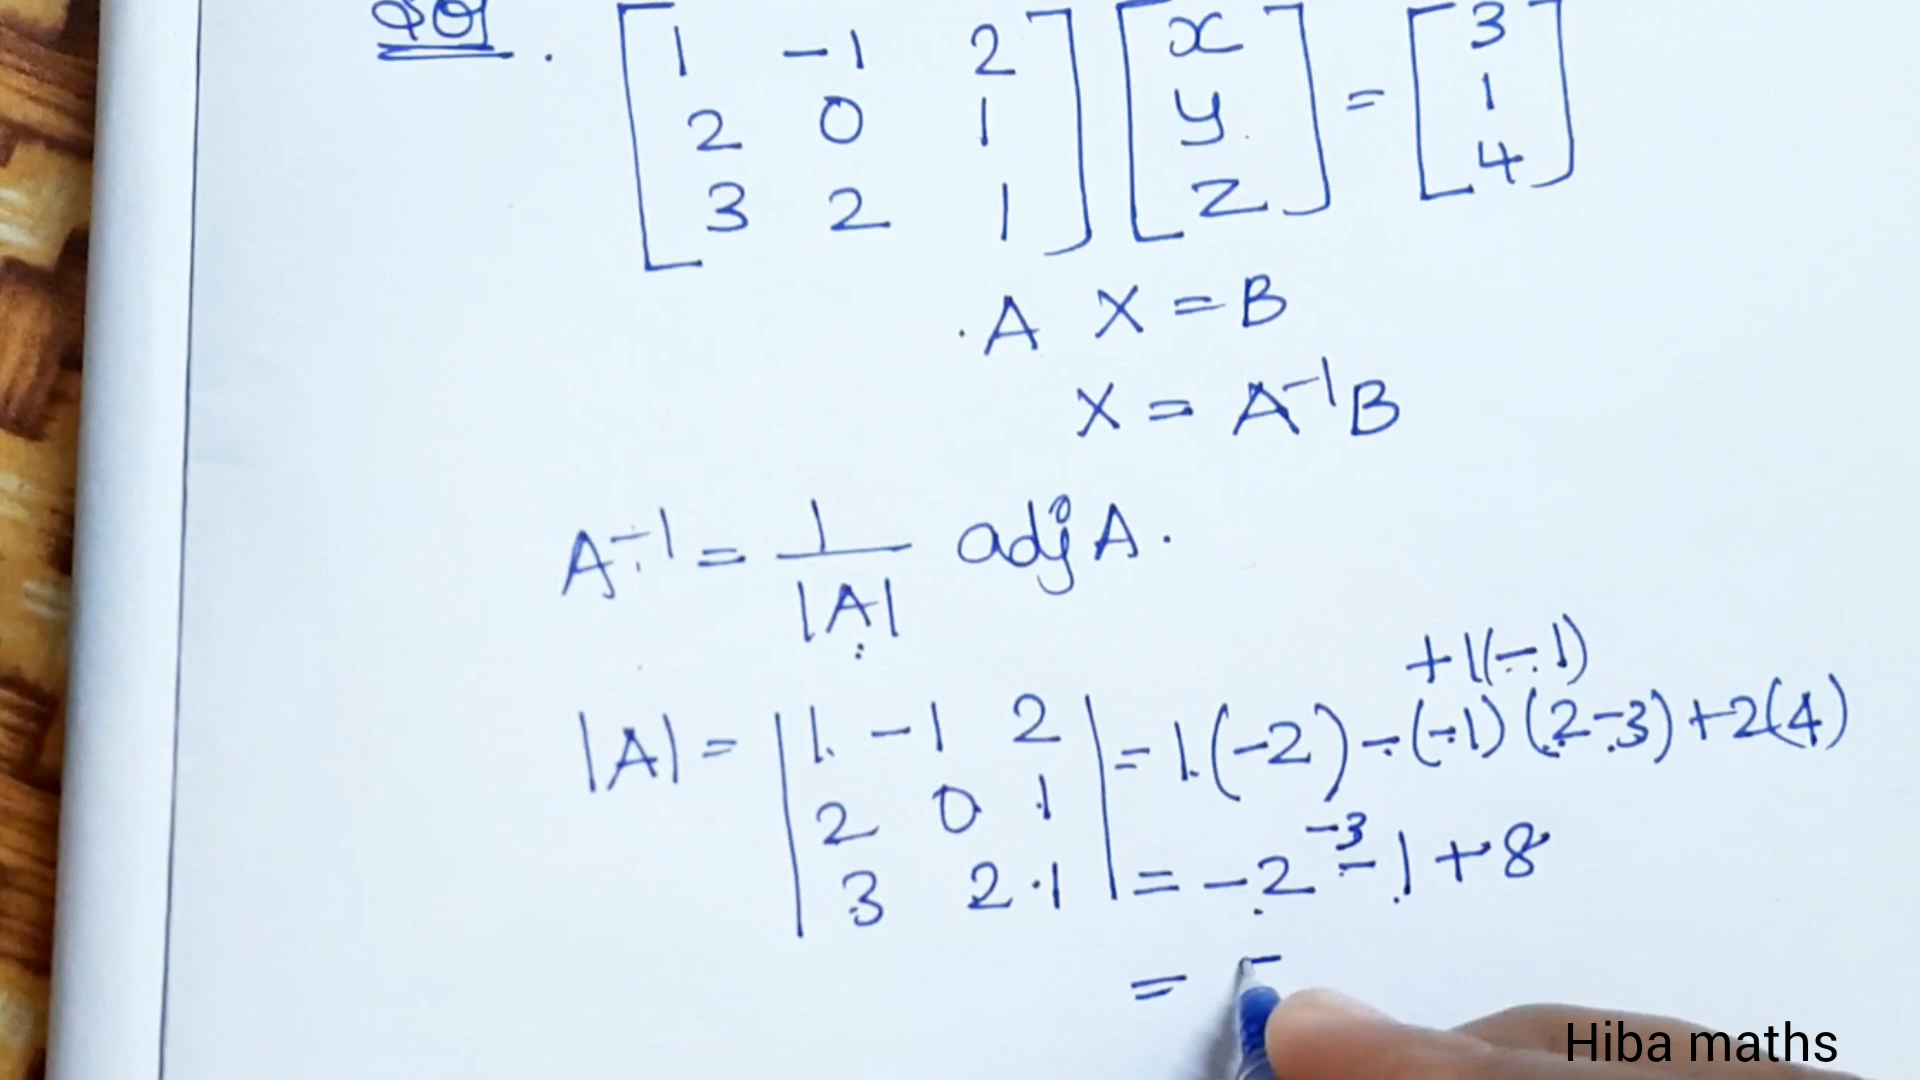 Sol.
[1 -1 2] [x] = [3]
[2 0 1] [y] [1]
[3 2 1] [z] [4]
A X = B
X = A⁻¹B
A⁻¹ = 1/|A| adj A.
+1(-1)
|A| = |1 -1 2| = 1(-2) - (-1) (2-3) + 2(4)
|2 0 1|
-3
|3 2 1| = -2 - 1 + 8
=
Hiba maths